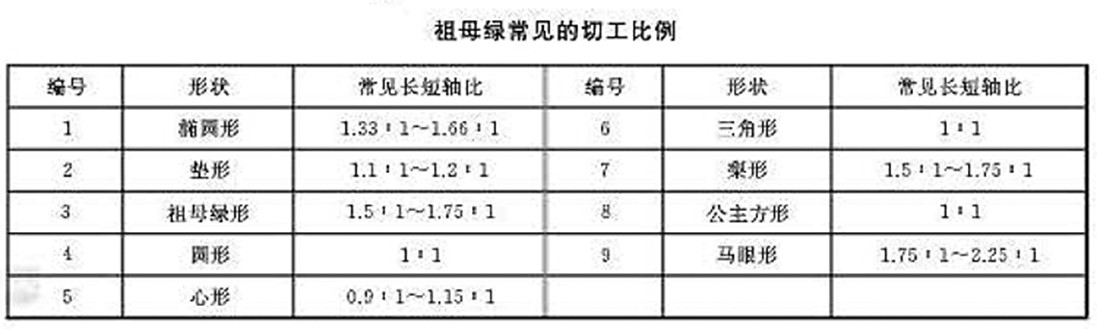 祖母绿常见的切工比例
编号 形状 常见长短轴比 编号 形状 常见长短轴比
1 椭圆形 1.33∶1～1.66∶1 6 三角形 1∶1
2 垫形 1.1∶1～1.2∶1 7 梨形 1.5∶1～1.75∶1
3 祖母绿形 1.5∶1～1.75∶1 8 公主方形 1∶1
4 圆形 1∶1 9 马眼形 1.75∶1～2.25∶1
5 心形 0.9∶1～1.15∶1